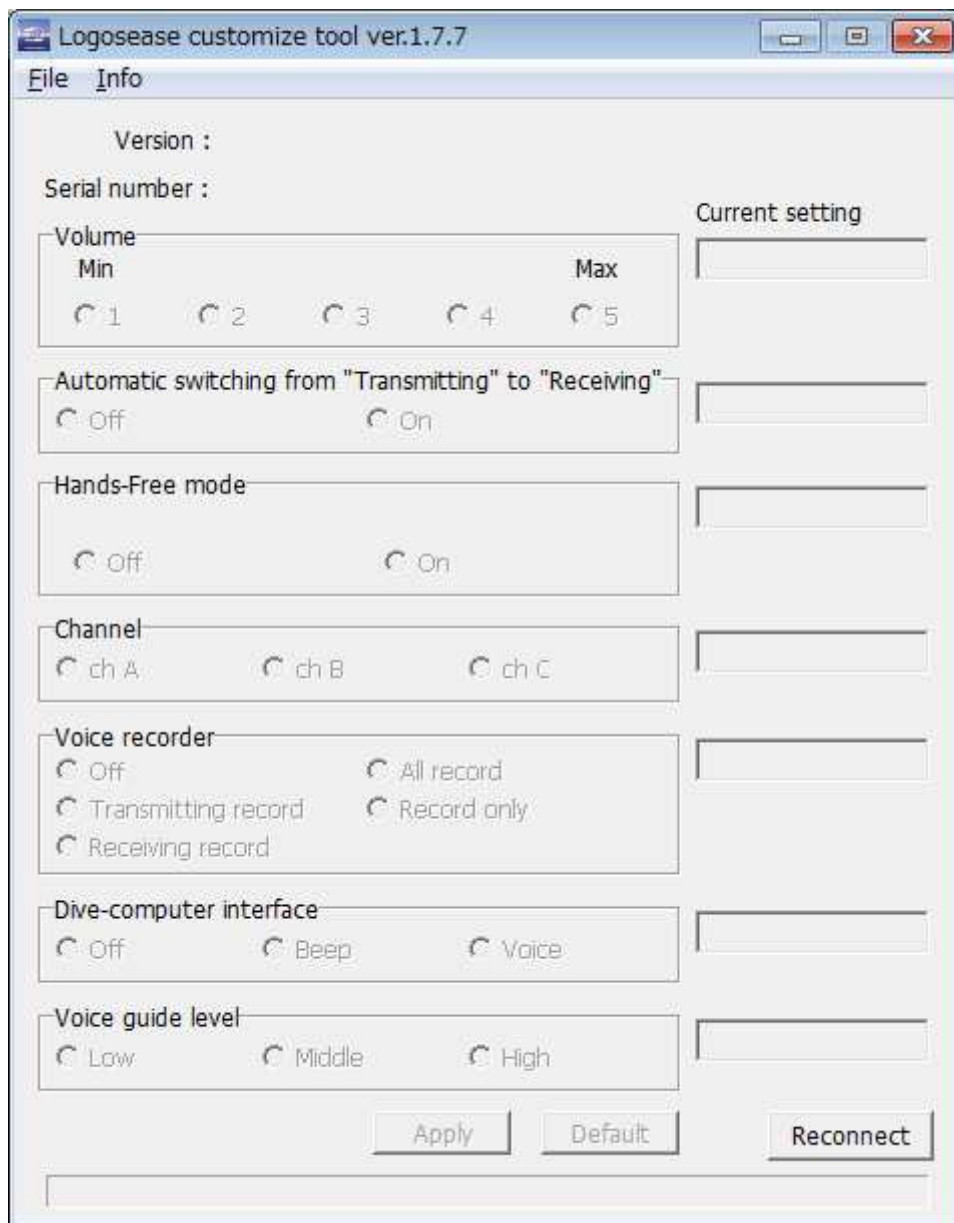 Logosease customize tool ver.1.7.7
File Info
Version :
Serial number :
Current setting
Volume
Min Max
1 2 3 4 5
Automatic switching from "Transmitting" to "Receiving"
Off On
Hands-Free mode
Off On
Channel
ch A ch B ch C
Voice recorder
Off All record
Transmitting record Record only
Receiving record
Dive-computer interface
Off Beep Voice
Voice guide level
Low Middle High
Apply Default Reconnect